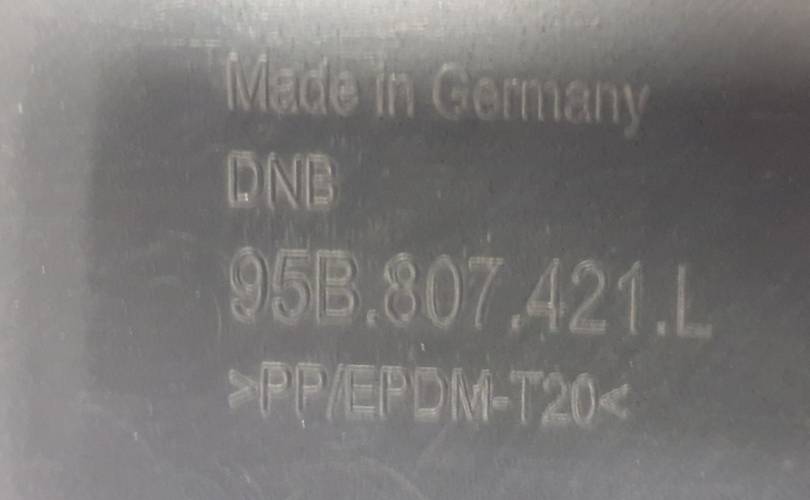 Made in Germany
DNB
95B.807.421.L
>PP/EPDM-T20<